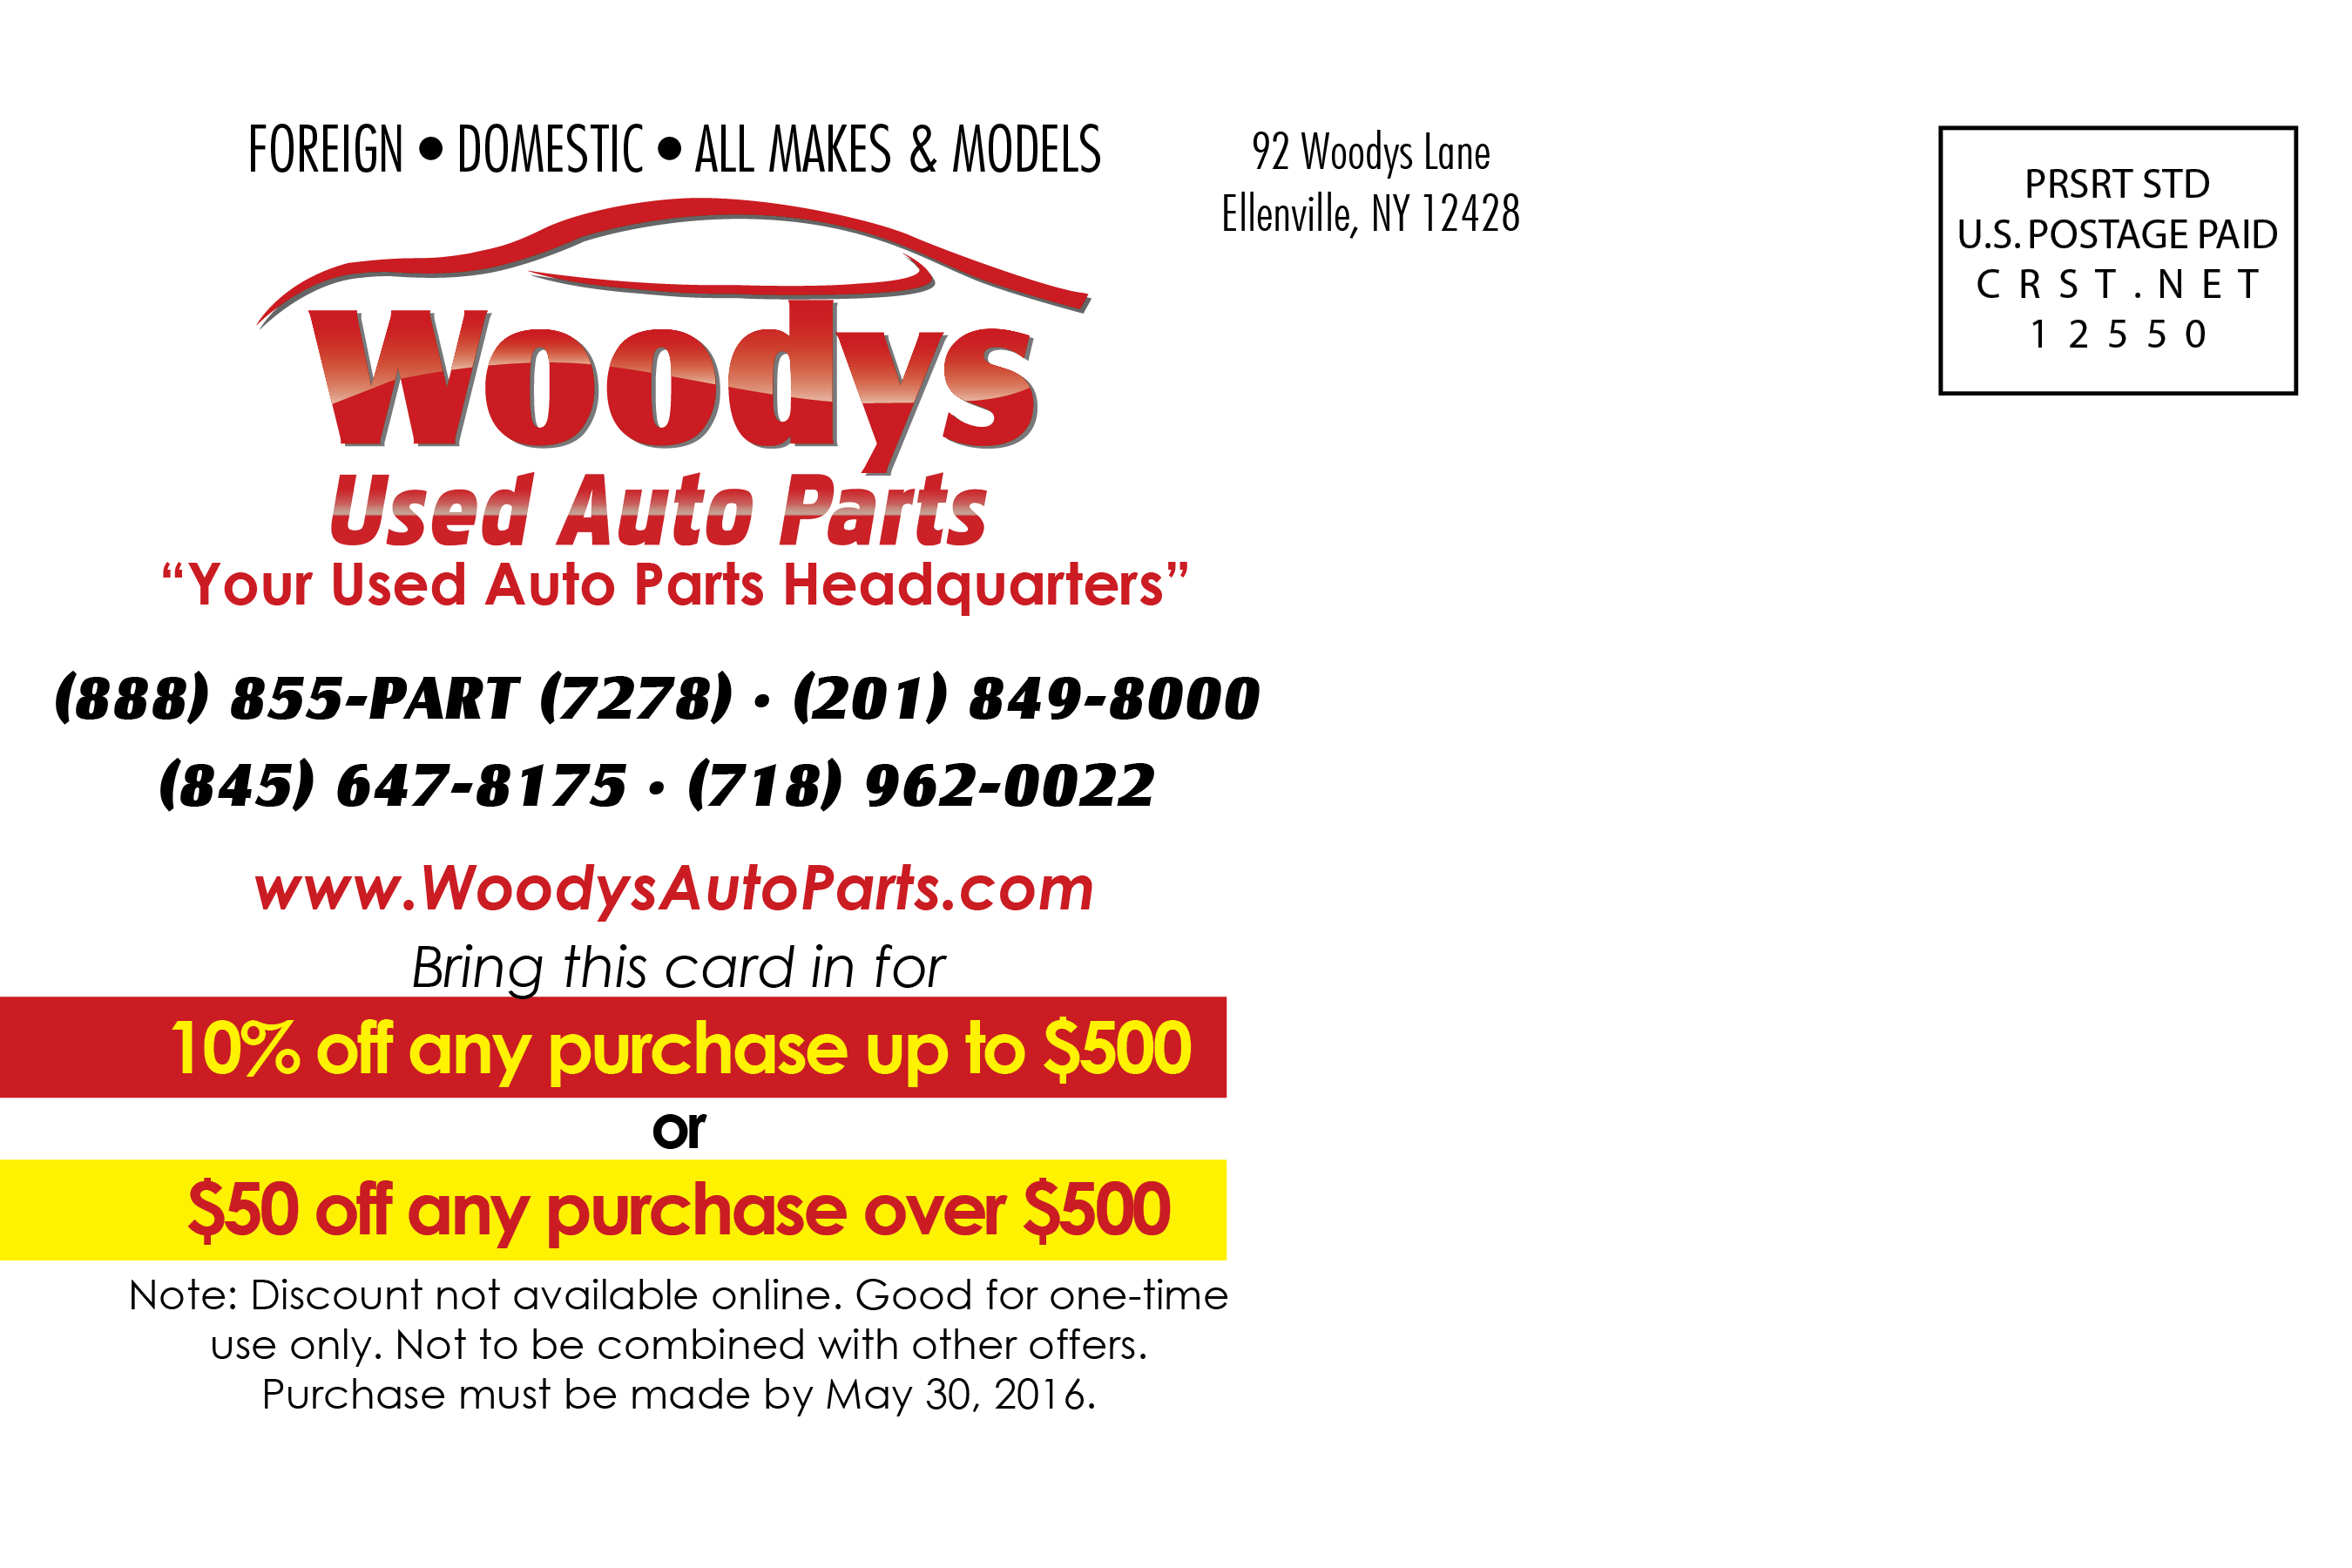 FOREIGN • DOMESTIC • ALL MAKES & MODELS
Woodys
Used Auto Parts
“Your Used Auto Parts Headquarters”
(888) 855-PART (7278) • (201) 849-8000
(845) 647-8175 • (718) 962-0022
www.WoodysAutoParts.com
Bring this card in for
10% off any purchase up to $500
or
$50 off any purchase over $500
Note: Discount not available online. Good for one-time
use only. Not to be combined with other offers.
Purchase must be made by May 30, 2016.
92 Woodys Lane
Ellenville, NY 12428
PRSRT STD
U.S. POSTAGE PAID
CRST.NET
12550